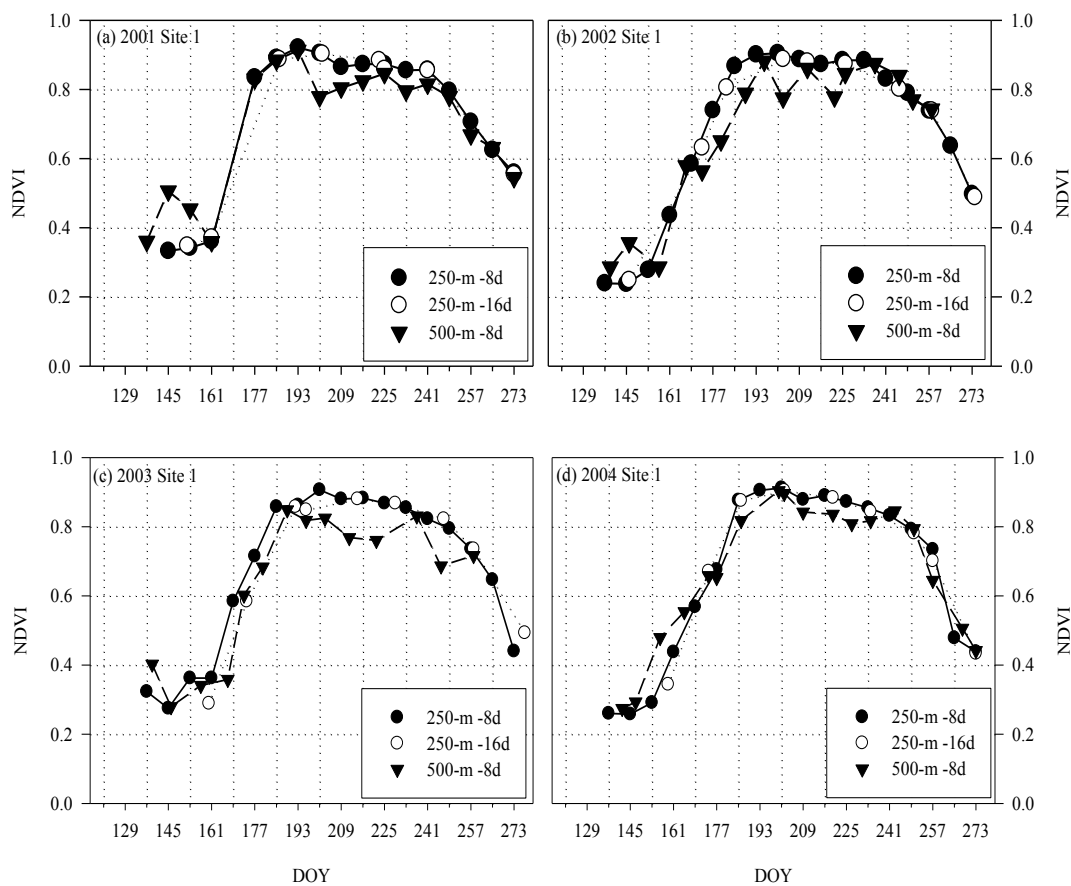 (a) 2001 Site 1
(b) 2002 Site 1
1.0 0.8 0.6 0.4 0.2 0.0
NDVI
250-m -8d
250-m -16d
500-m -8d
129 145 161 177 193 209 225 241 257 273
250-m -8d
250-m -16d
500-m -8d
129 145 161 177 193 209 225 241 257 273
1.0 0.8 0.6 0.4 0.2 0.0
NDVI
(c) 2003 Site 1
(d) 2004 Site 1
1.0 0.8 0.6 0.4 0.2 0.0
NDVI
250-m -8d
250-m -16d
500-m -8d
129 145 161 177 193 209 225 241 257 273
DOY
250-m -8d
250-m -16d
500-m -8d
129 145 161 177 193 209 225 241 257 273
DOY
1.0 0.8 0.6 0.4 0.2 0.0
NDVI